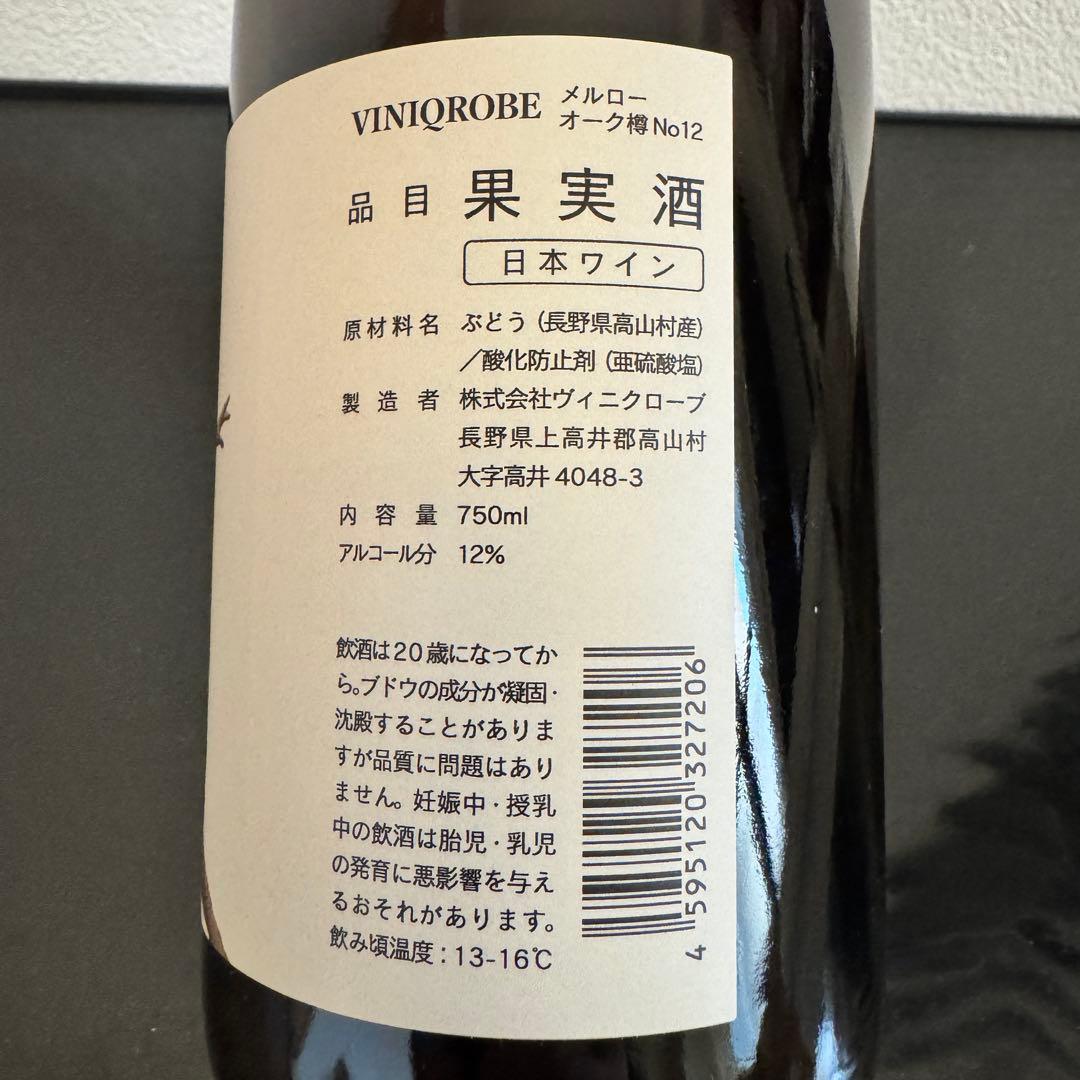 VINIQROBE メルロー
オーク樽 No12
品目 果実酒
日本ワイン
原材料名 ぶどう（長野県高山村産）
／酸化防止剤（亜硫酸塩）
製造者 株式会社ヴィニクローブ
長野県上高井郡高山村
大字高井 4048-3
内容量 750ml
アルコール分 12%
飲酒は20歳になってか
ら。ブドウの成分が凝固・
沈殿することがありま
すが品質に問題はあり
ません。妊娠中・授乳
中の飲酒は胎児・乳児
の発育に悪影響を与え
るおそれがあります。
飲み頃温度：13-16℃
4 595120 327206